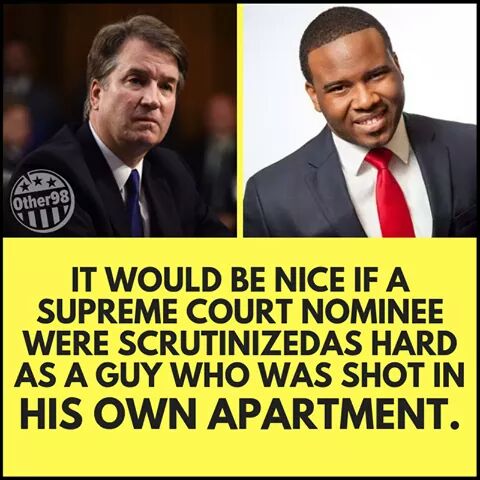 Other98
IT WOULD BE NICE IF A
SUPREME COURT NOMINEE
WERE SCRUTINIZEDAS HARD
AS A GUY WHO WAS SHOT IN
HIS OWN APARTMENT.